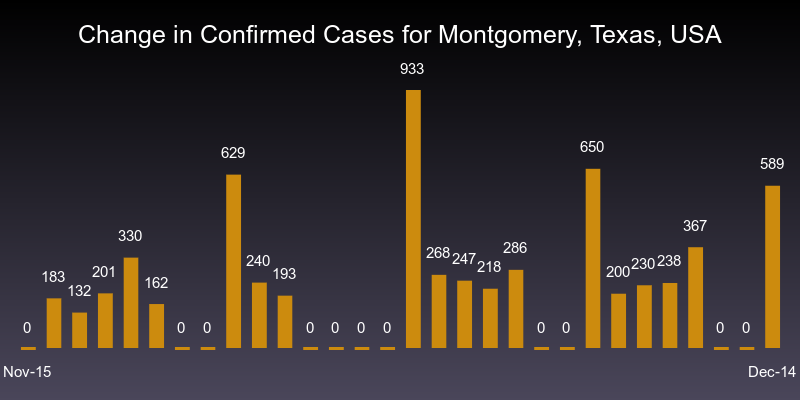 Change in Confirmed Cases for Montgomery, Texas, USA
0 183 132 201 330 162 0 0 629 240 193 0 0 0 0 933 268 247 218 286 0 0 650 200 230 238 367 0 0 589
Nov-15 Dec-14